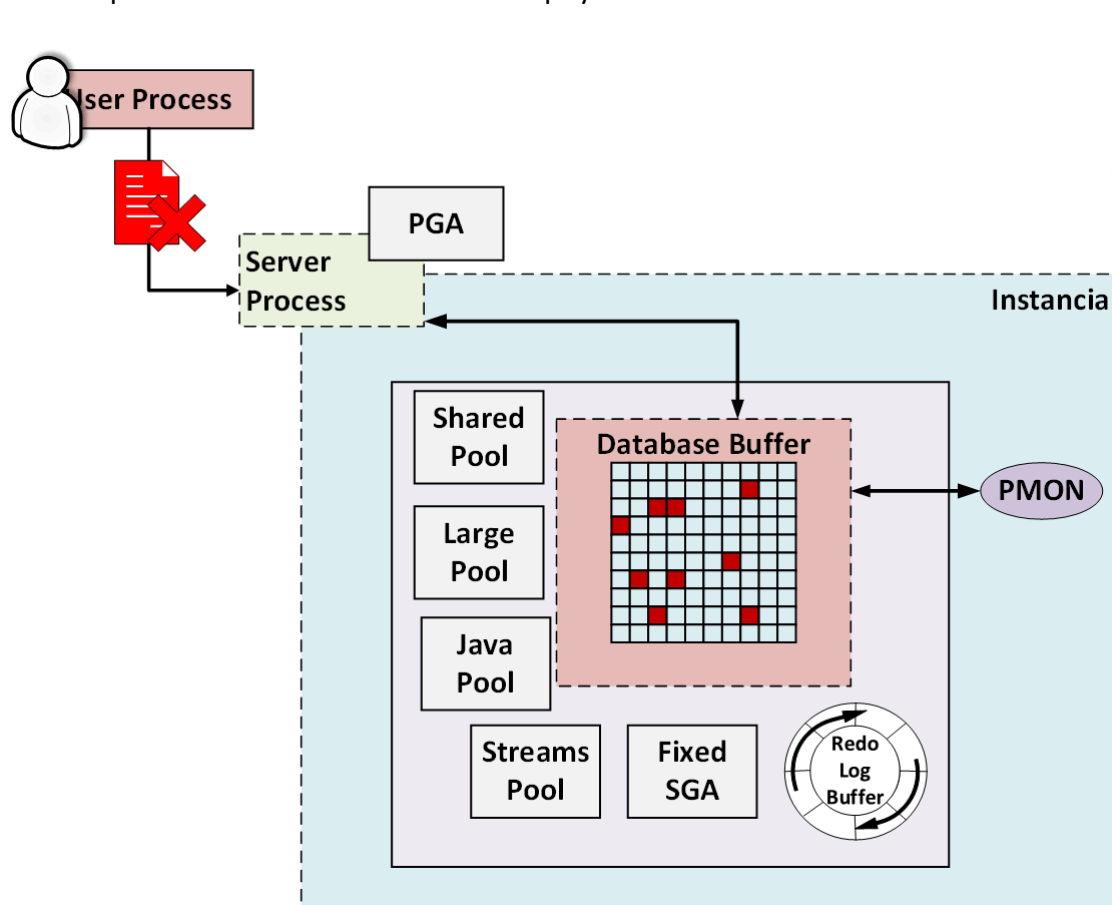 User Process
PGA
Server
Process
Instancia
Shared
Pool
Database Buffer
PMON
Large
Pool
Java
Pool
Streams
Pool
Fixed
SGA
Redo
Log
Buffer